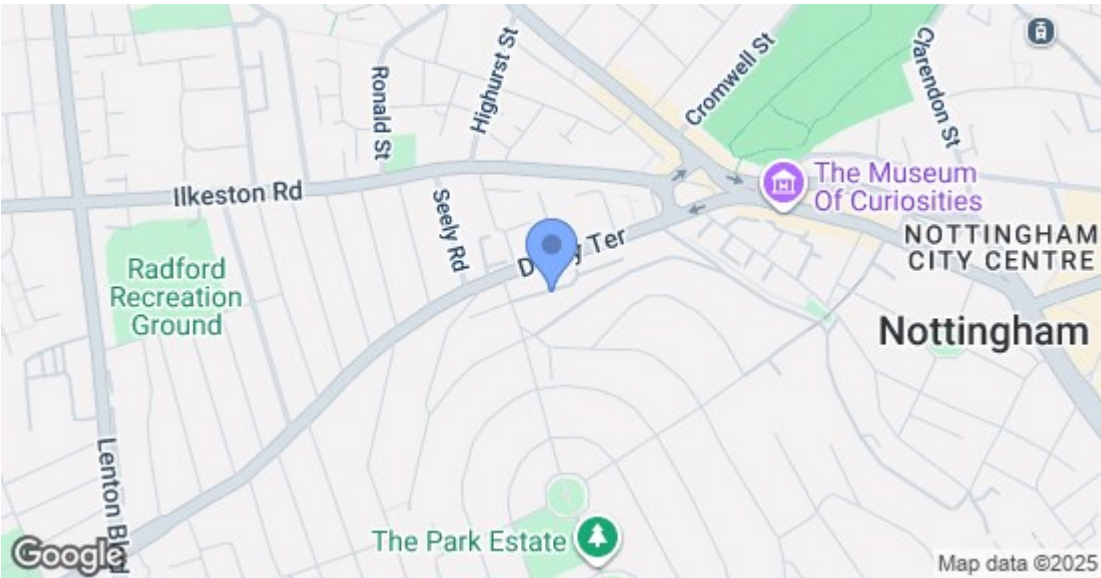 Highurst St
Ronald St
Cromwell St
Clarendon St
Ilkeston Rd
Seely Rd
The Museum
Of Curiosities
NOTTINGHAM
CITY CENTRE
Ter
Radford
Recreation
Ground
Nottingham
Lenton
The Park Estate
Google
Map data ©2025